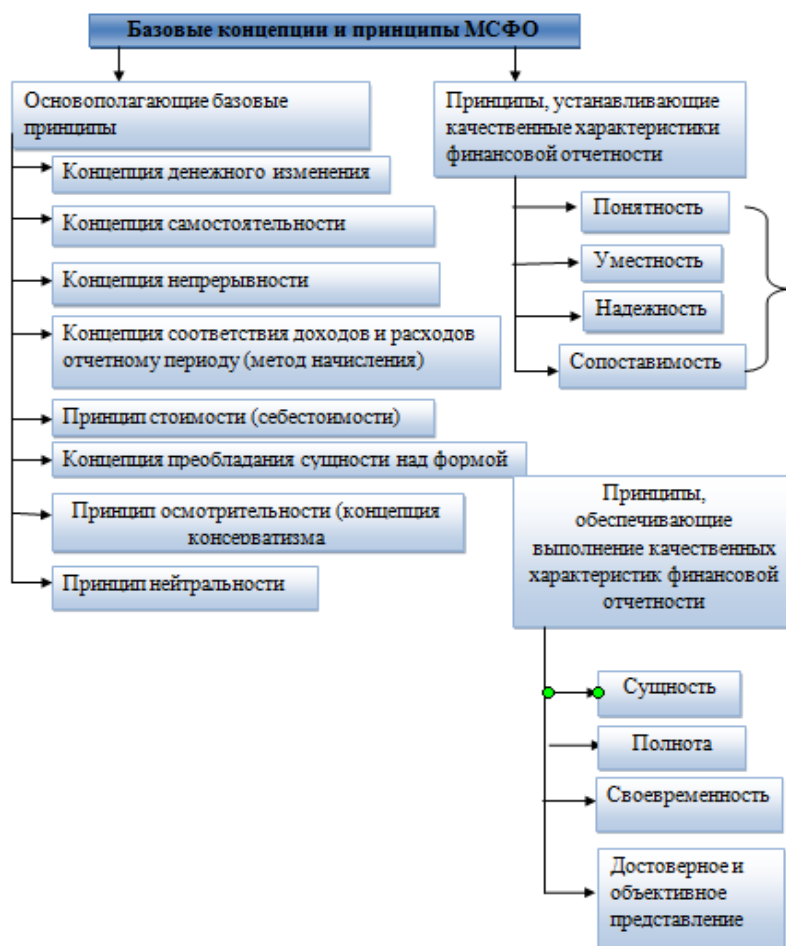 Базовые концепции и принципы МСФО
Основополагающие базовые
принципы
Концепция денежного изменения
Концепция самостоятельности
Концепция непрерывности
Концепция соответствия доходов и расходов
отчетному периоду (метод начисления)
Принцип стоимости (себестоимости)
Концепция преобладания сущности над формой
Принцип осмотрительности (концепция
консерватизма
Принцип нейтральности
Принципы, устанавливающие
качественные характеристики
финансовой отчетности
Понятность
Уместность
Надежность
Сопоставимость
Принципы,
обеспечивающие
выполнение качественных
характеристик финансовой
отчетности
Сущность
Полнота
Своевременность
Достоверное и
объективное
представление